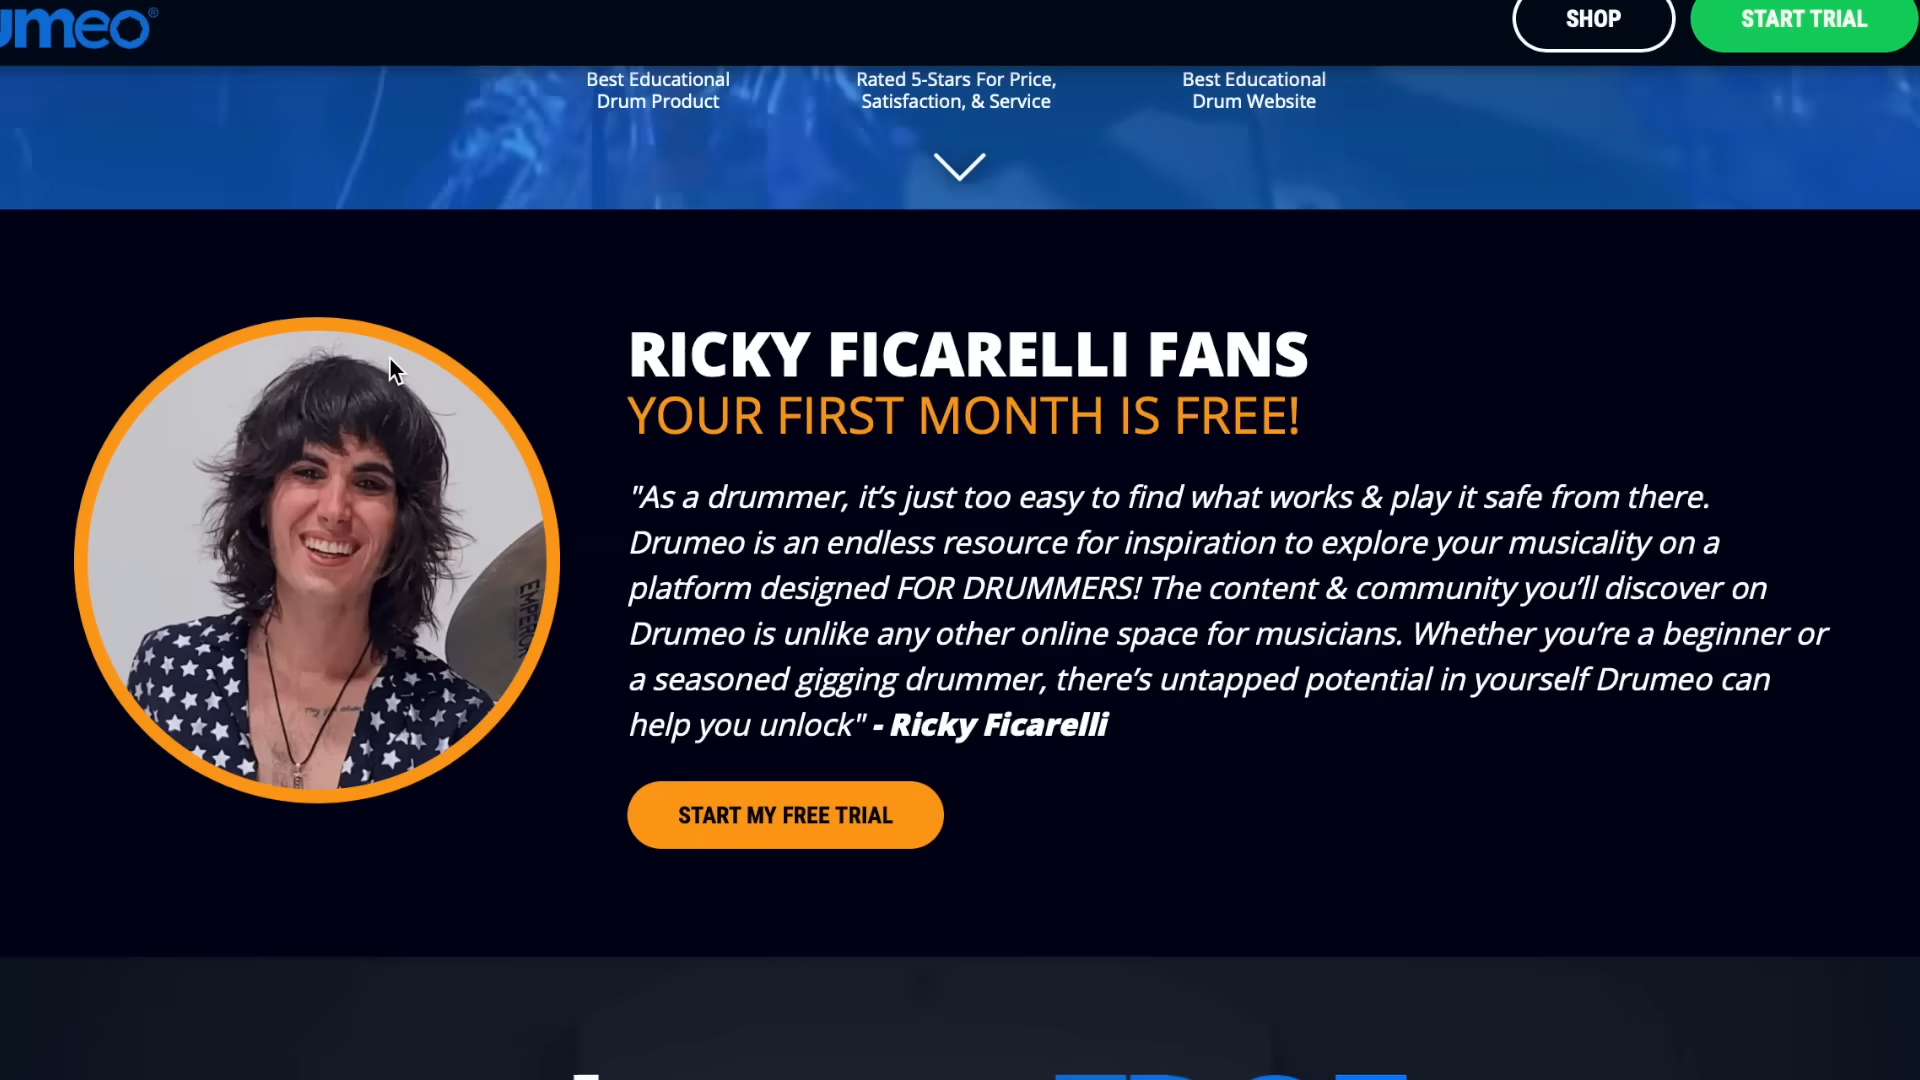 umeo®
SHOP
START TRIAL
Best Educational
Drum Product
Rated 5-Stars For Price,
Satisfaction, & Service
Best Educational
Drum Website
RICKY FICARELLI FANS
YOUR FIRST MONTH IS FREE!
"As a drummer, it’s just too easy to find what works & play it safe from there.
Drumeo is an endless resource for inspiration to explore your musicality on a
platform designed FOR DRUMMERS! The content & community you’ll discover on
Drumeo is unlike any other online space for musicians. Whether you’re a beginner or
a seasoned gigging drummer, there’s untapped potential in yourself Drumeo can
help you unlock" - Ricky Ficarelli
START MY FREE TRIAL